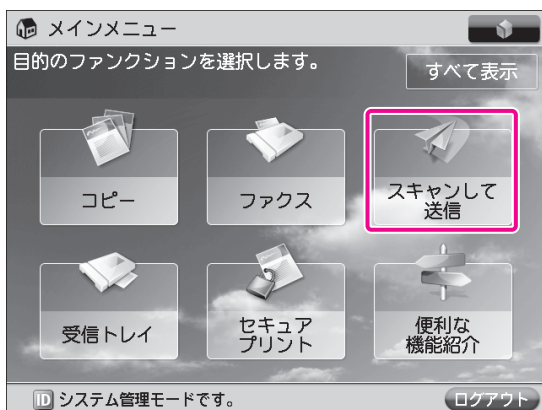 メインメニュー
目的のファンクションを選択します。
すべて表示
コピー
ファクス
スキャンして
送信
受信トレイ
セキュア
プリント
便利な
機能紹介
ID システム管理モードです。
ログアウト